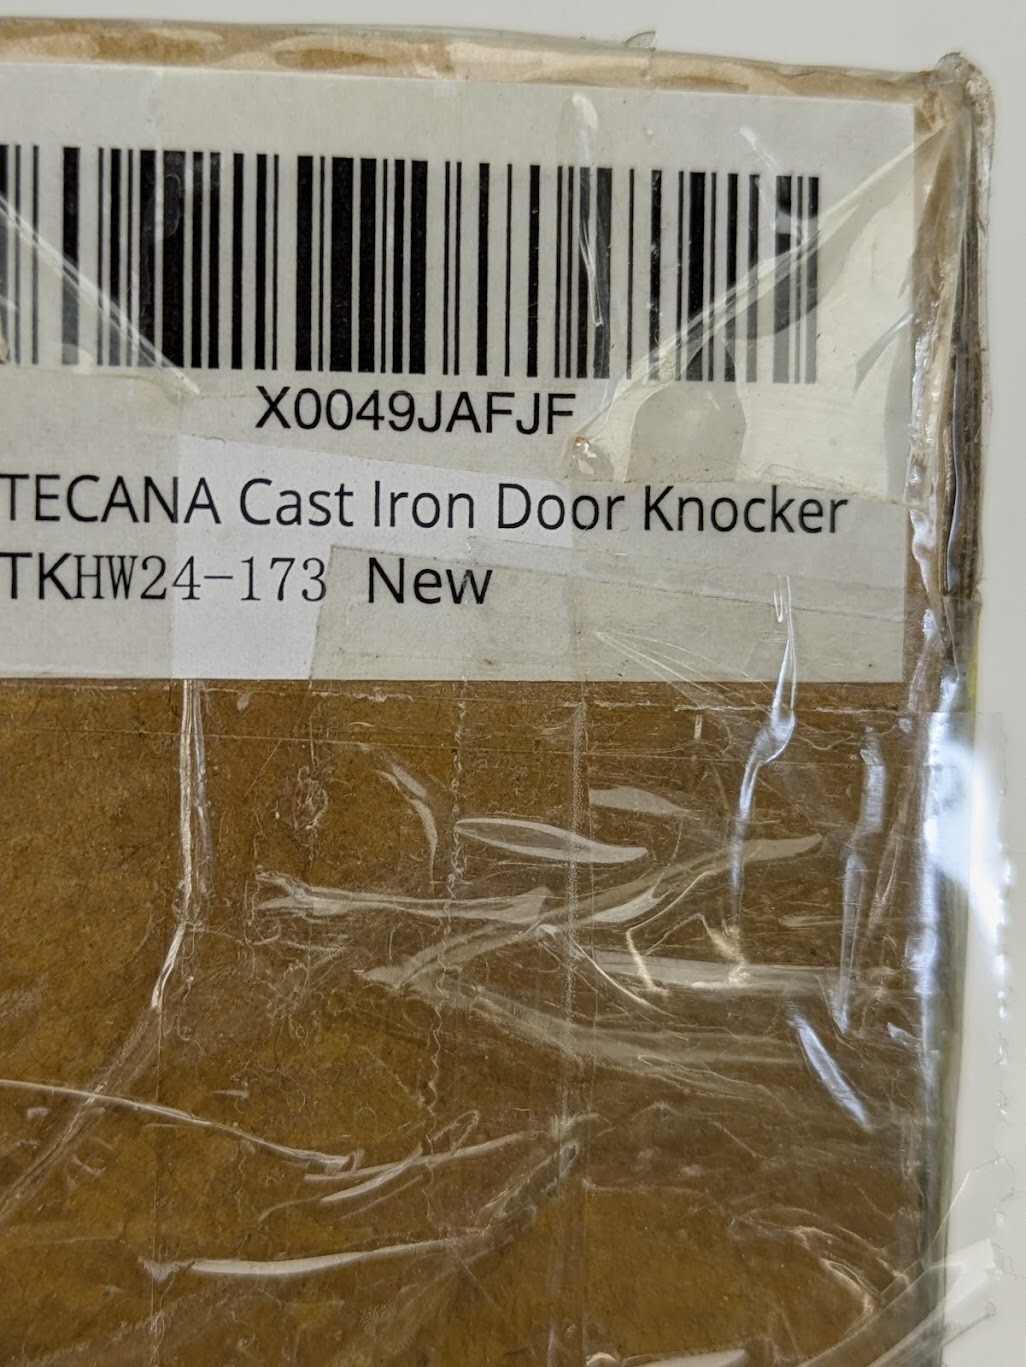 X0049JAFJF
TECANA Cast Iron Door Knocker
TKHW24-173 New